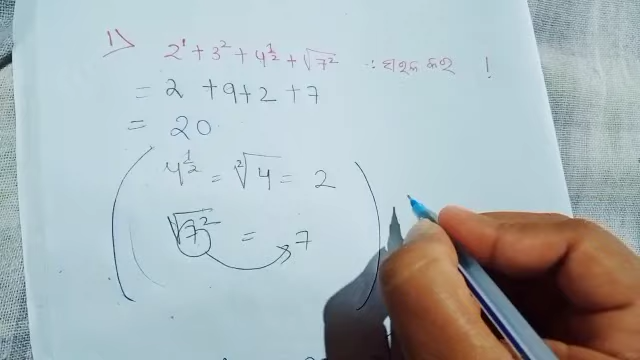 1) 2¹ + 3² + 4^½ + √7² ସରଳ କର !
= 2 + 9 + 2 + 7
= 20
( 4^½ = ²√4 = 2
√7² = 7 )